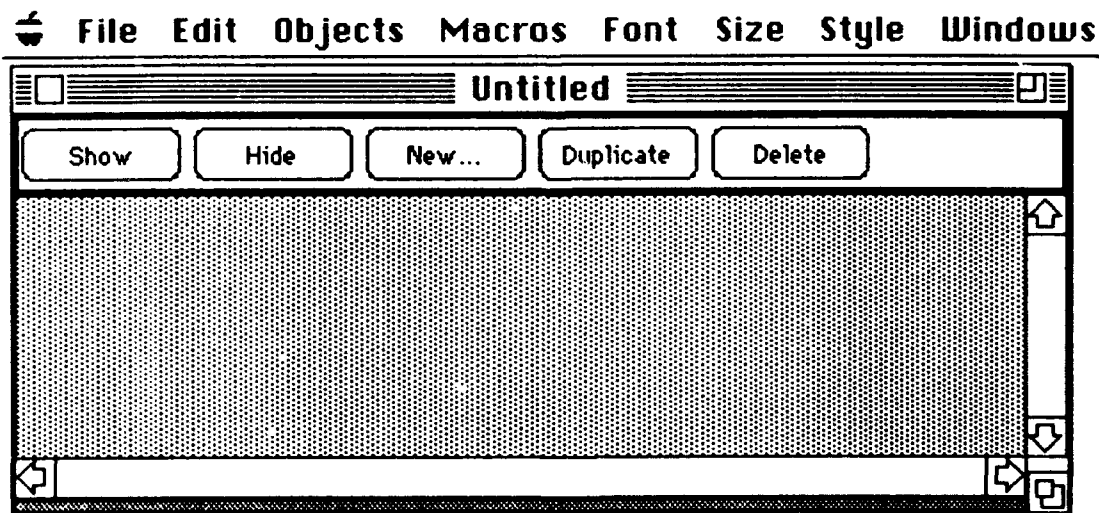 File Edit Objects Macros Font Size Style Windows
Untitled
Show Hide New... Duplicate Delete